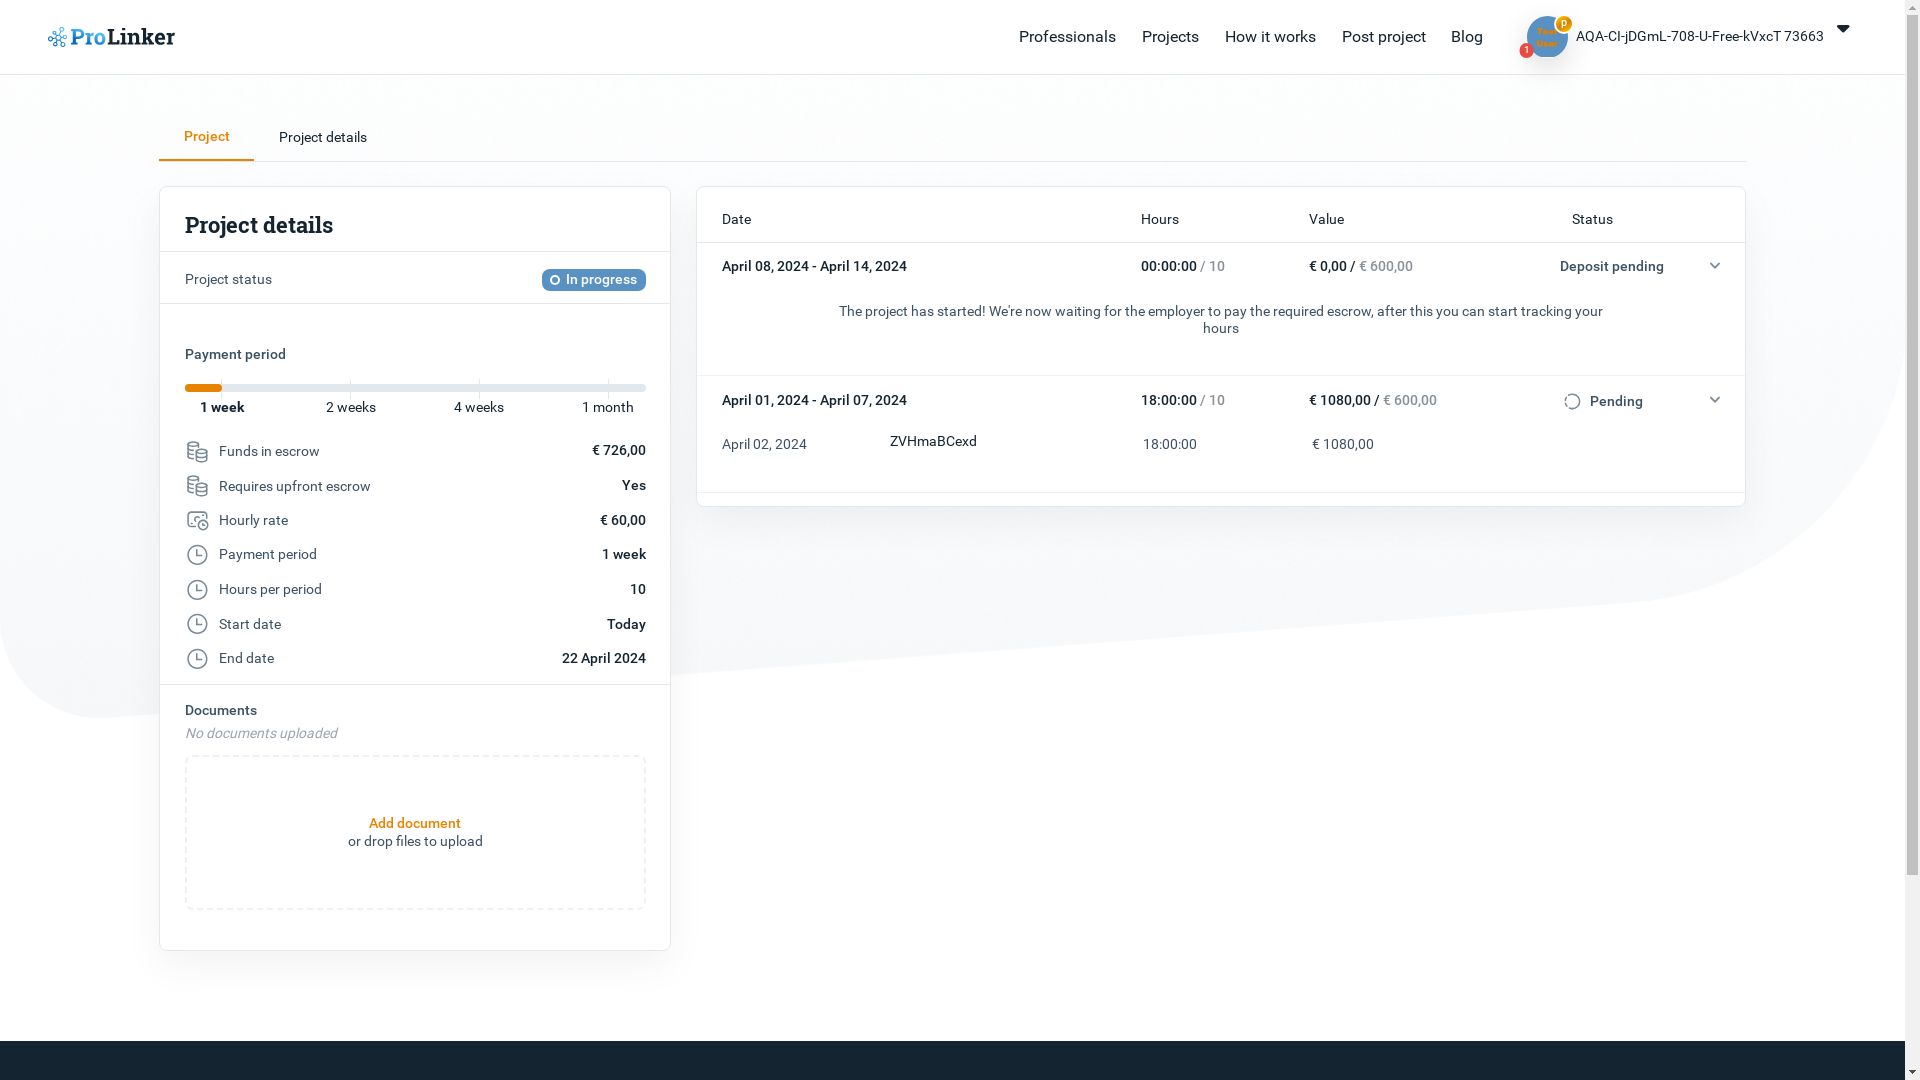 ProLinker
Professionals
Projects
How it works
Post project
Blog
p
1
AQA-CI-jDGmL-708-U-Free-kVxcT 73663
Project
Project details
Project details
Project status
In progress
Payment period
1 week
2 weeks
4 weeks
1 month
Funds in escrow
€ 726,00
Requires upfront escrow
Yes
Hourly rate
€ 60,00
Payment period
1 week
Hours per period
10
Start date
Today
End date
22 April 2024
Documents
No documents uploaded
Add document
or drop files to upload
Date
Hours
Value
Status
April 08, 2024 - April 14, 2024
00:00:00 / 10
€ 0,00 / € 600,00
Deposit pending
The project has started! We're now waiting for the employer to pay the required escrow, after this you can start tracking your
hours
April 01, 2024 - April 07, 2024
18:00:00 / 10
€ 1080,00 / € 600,00
Pending
April 02, 2024
ZVHmaBCexd
18:00:00
€ 1080,00